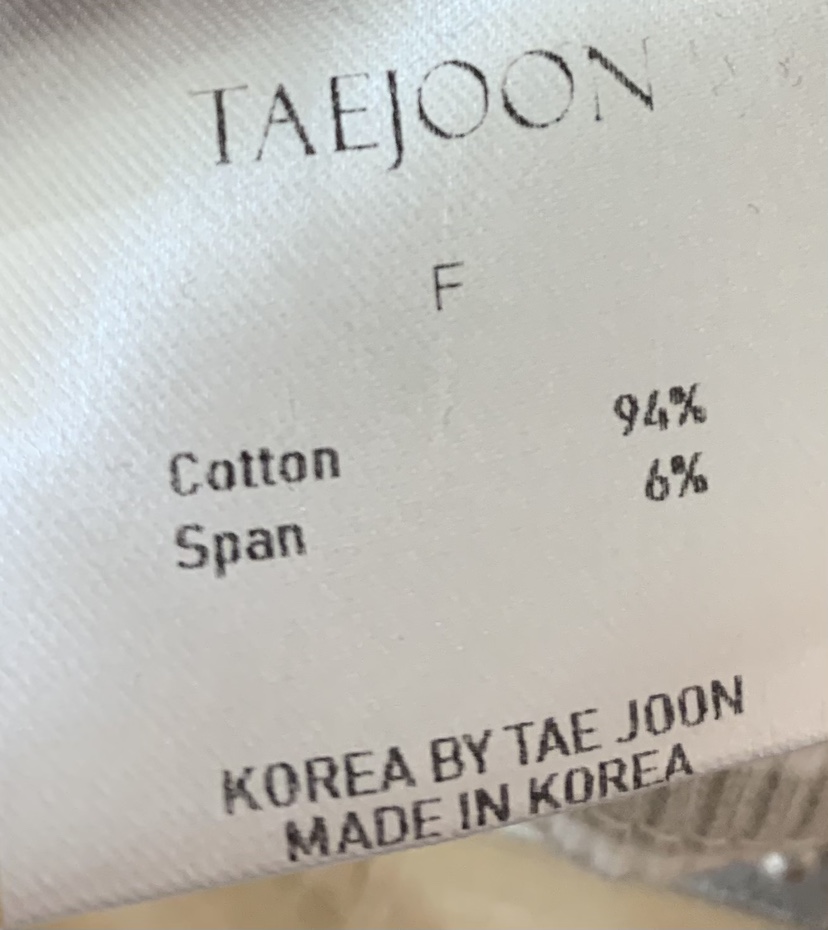 TAEJOON
F
Cotton 94%
Span 6%
KOREA BY TAE JOON
MADE IN KOREA